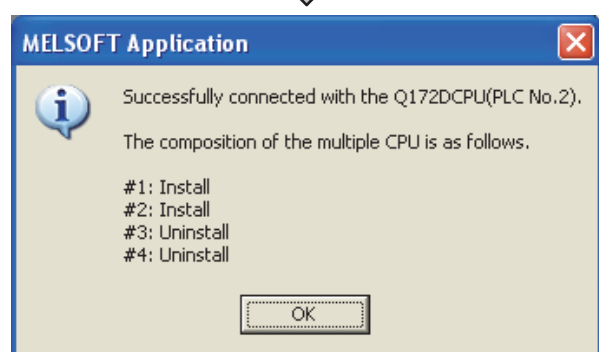 MELSOFT Application
Successfully connected with the Q172DCPU(PLC No.2).
The composition of the multiple CPU is as follows.
#1: Install
#2: Install
#3: Uninstall
#4: Uninstall
OK